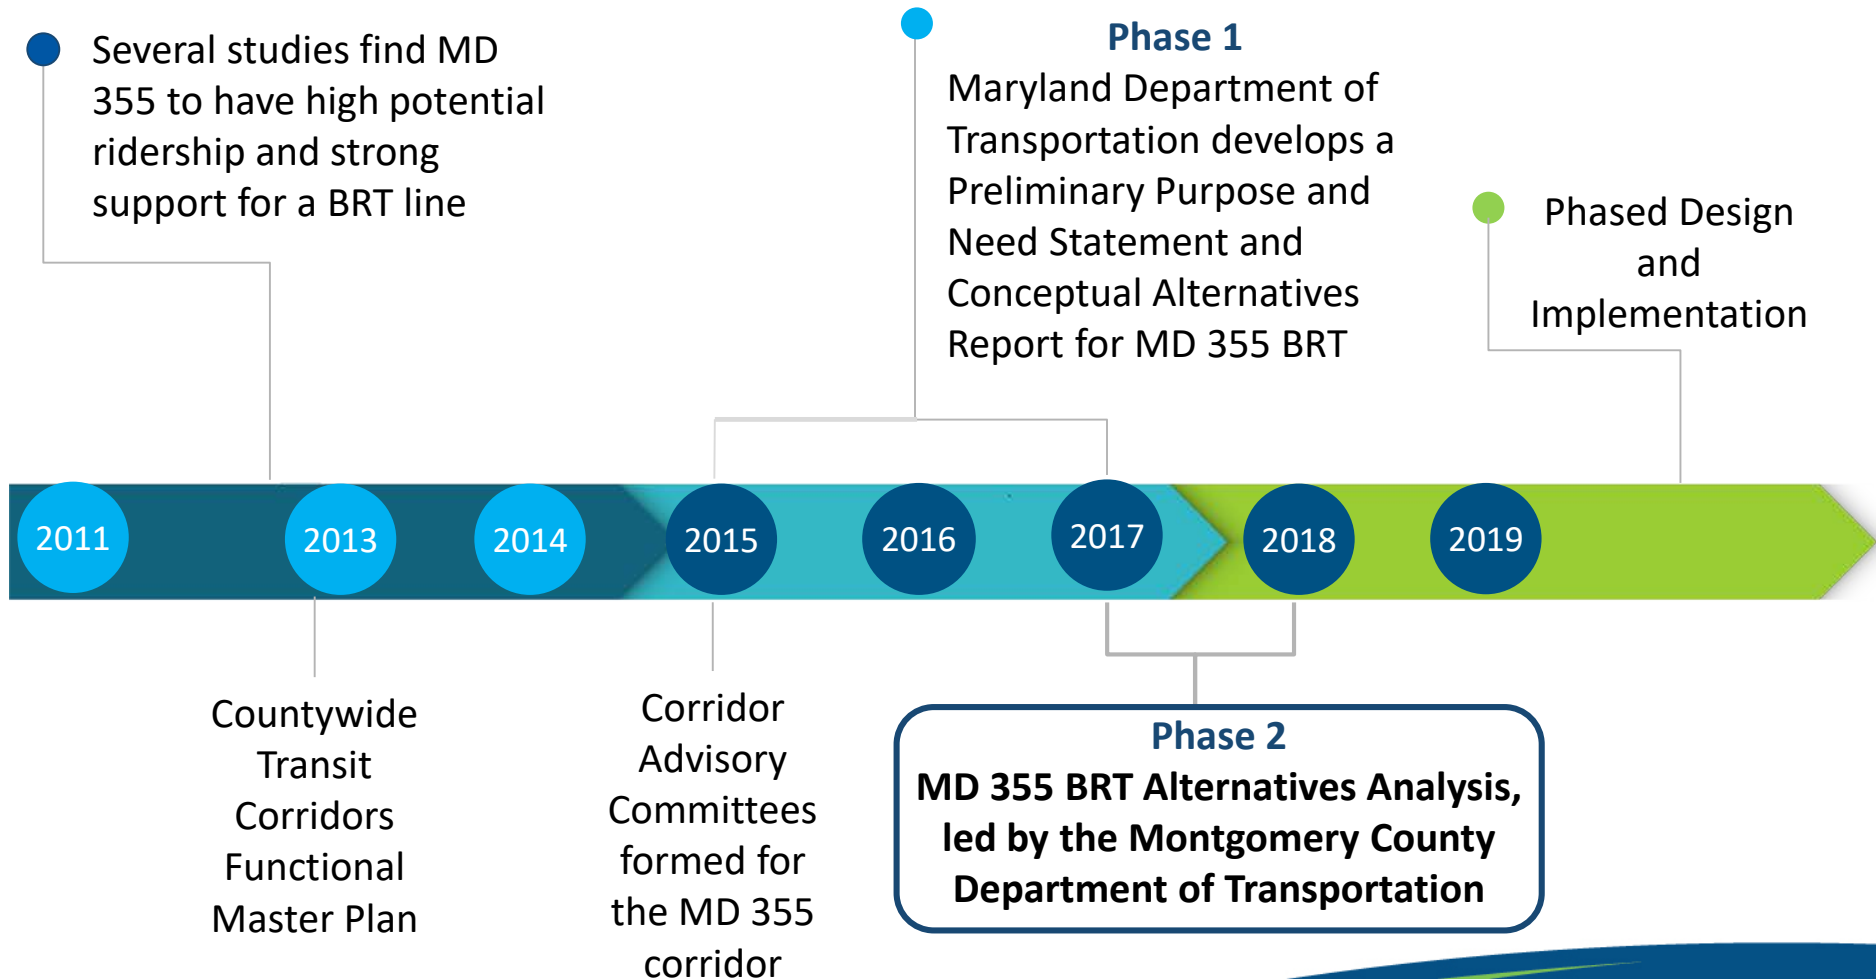 Several studies find MD
355 to have high potential
ridership and strong
support for a BRT line
Phase 1
Maryland Department of
Transportation develops a
Preliminary Purpose and
Need Statement and
Conceptual Alternatives
Report for MD 355 BRT
Phased Design
and
Implementation
2011
2013
2014
2015
2016
2017
2018
2019
Countywide
Transit
Corridors
Functional
Master Plan
Corridor
Advisory
Committees
formed for
the MD 355
corridor
Phase 2
MD 355 BRT Alternatives Analysis,
led by the Montgomery County
Department of Transportation